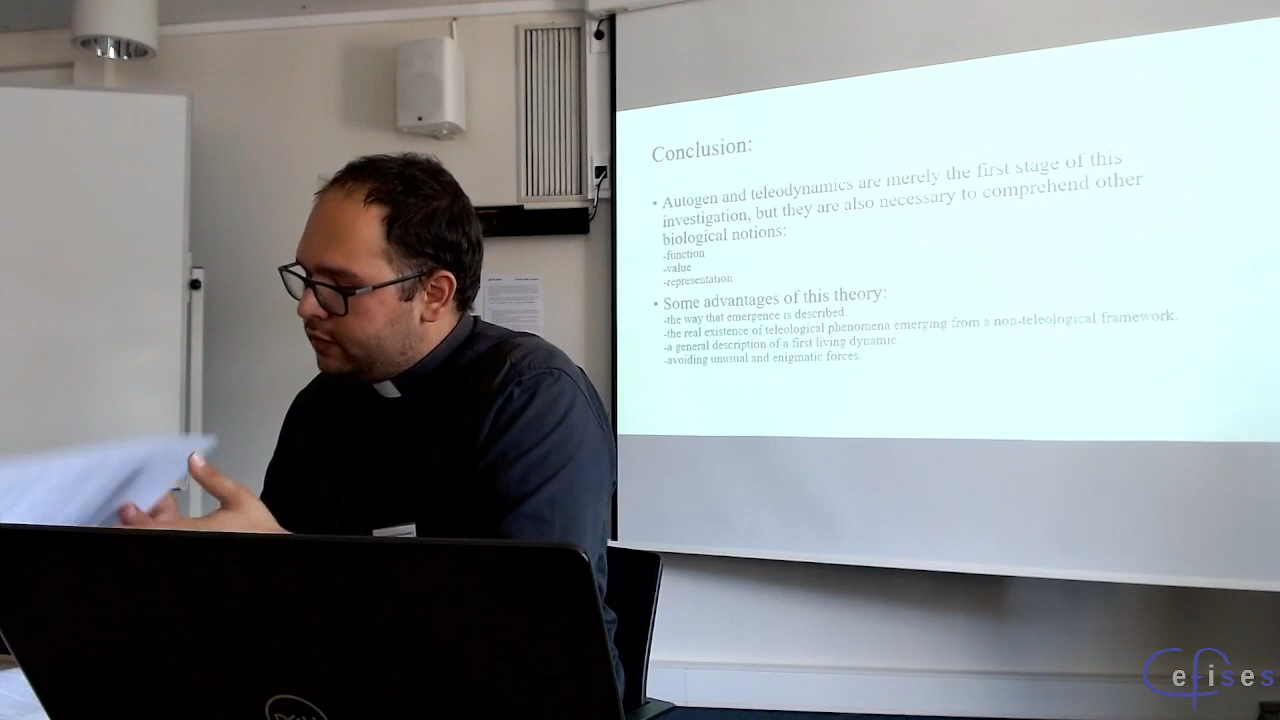 Conclusion:
• Autogen and teleodynamics are merely the first stage of this
investigation, but they are also necessary to comprehend other
biological notions:
-function
-value
-representation
• Some advantages of this theory:
-the way that emergence is described.
-the real existence of teleological phenomena emerging from a non-teleological framework.
-a general description of a first living dynamic.
-avoiding unusual and enigmatic forces.
DELL
Cefises